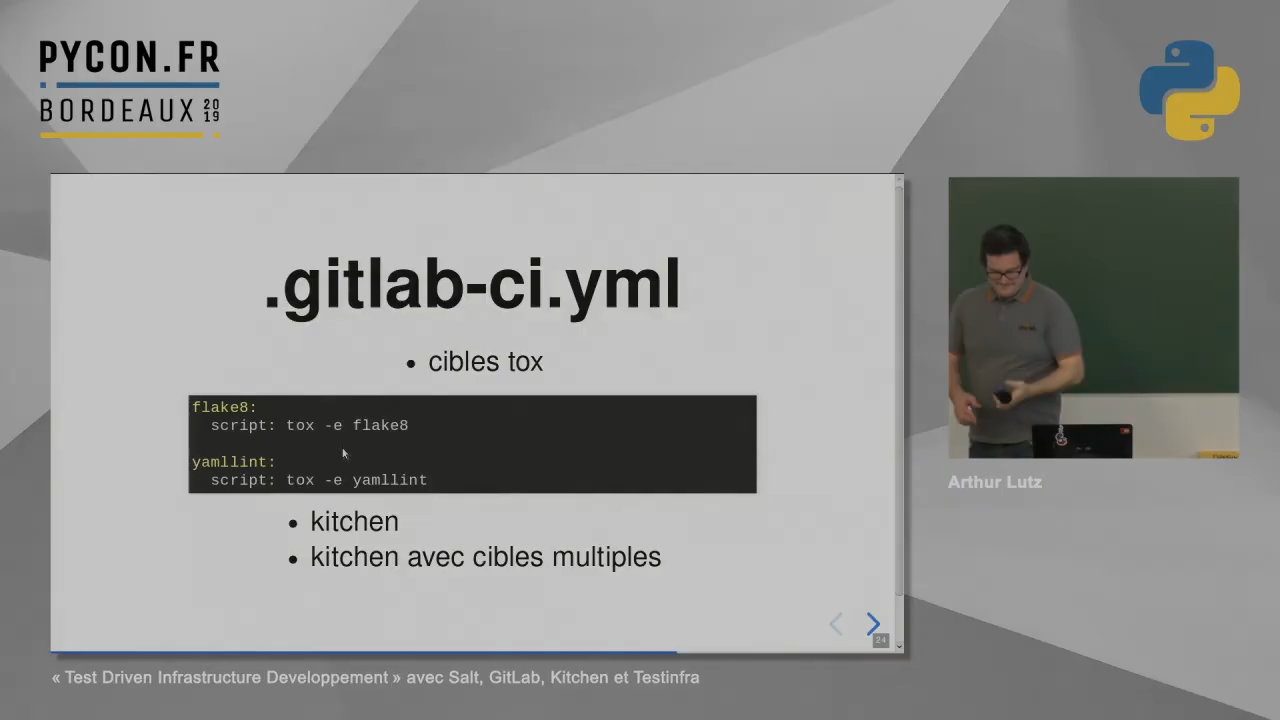 PYCON.FR
BORDEAUX 2019
.gitlab-ci.yml
• cibles tox
flake8:
script: tox -e flake8
yamllint:
script: tox -e yamllint
• kitchen
• kitchen avec cibles multiples
24
Arthur Lutz
« Test Driven Infrastructure Developpement » avec Salt, GitLab, Kitchen et Testinfra